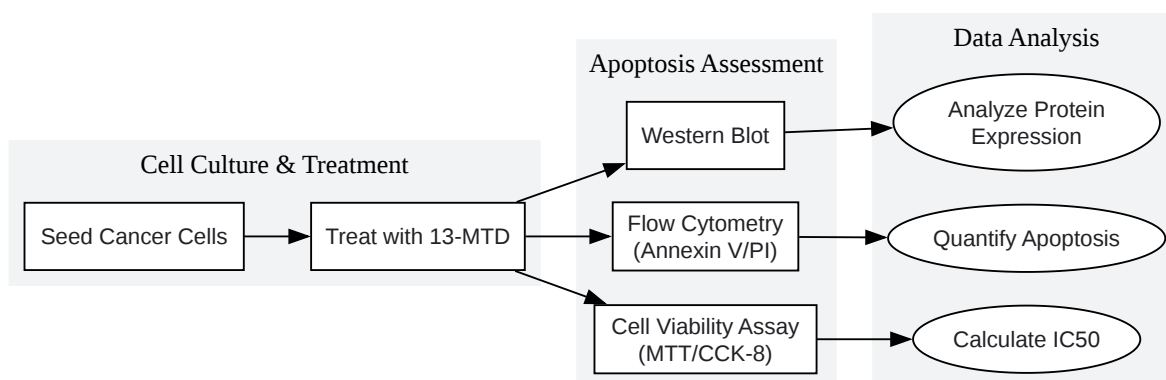 Cell Culture & Treatment
Seed Cancer Cells
Treat with 13-MTD
Apoptosis Assessment
Western Blot
Flow Cytometry
(Annexin V/PI)
Cell Viability Assay
(MTT/CCK-8)
Data Analysis
Analyze Protein
Expression
Quantify Apoptosis
Calculate IC50